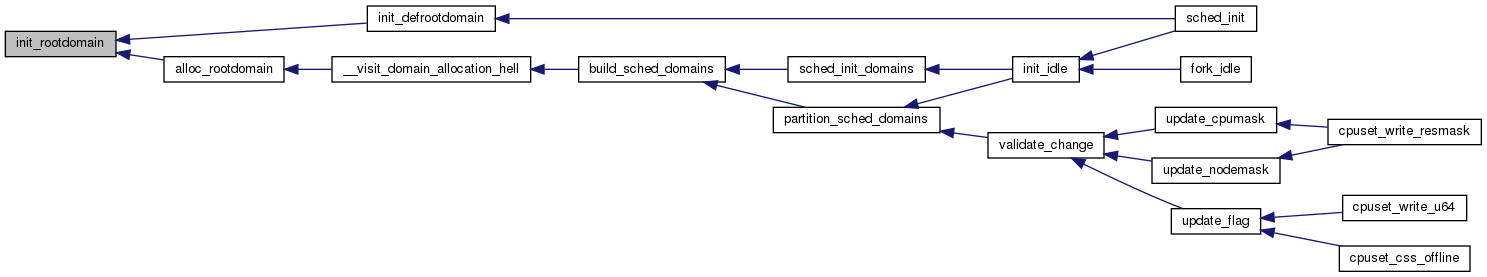 init_rootdomain
init_defrootdomain
sched_init
alloc_rootdomain
__visit_domain_allocation_hell
build_sched_domains
sched_init_domains
init_idle
fork_idle
partition_sched_domains
validate_change
update_cpumask
cpuset_write_resmask
update_nodemask
update_flag
cpuset_write_u64
cpuset_css_offline